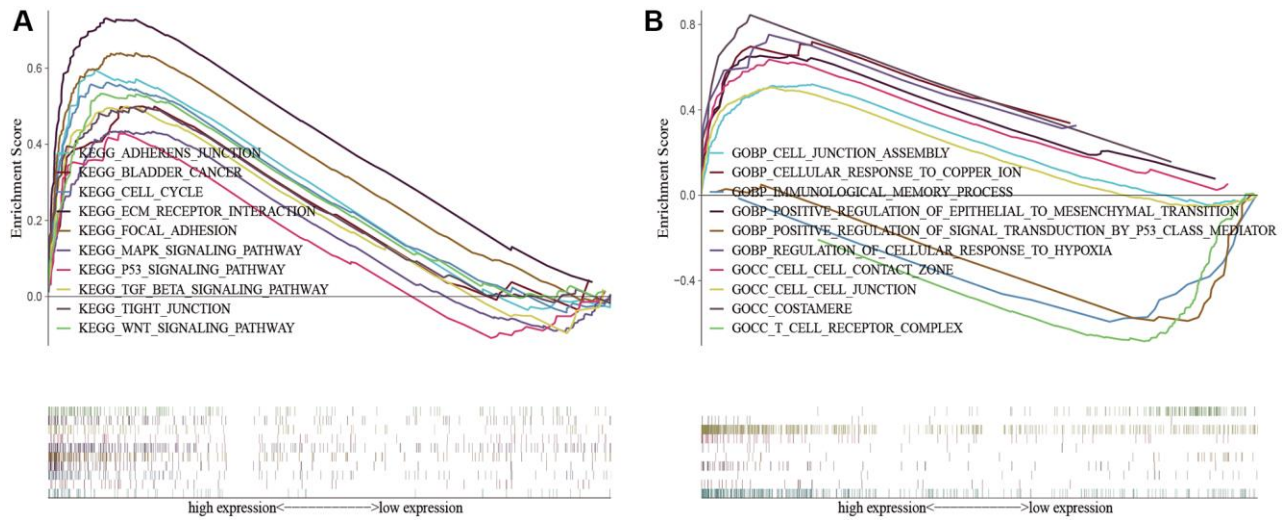 A
Enrichment Score
0.6
0.4
0.2
0.0
KEGG_ADHERENS_JUNCTION
KEGG_BLADDER_CANCER
KEGG_CELL_CYCLE
KEGG_ECM_RECEPTOR_INTERACTION
KEGG_FOCAL_ADHESION
KEGG_MAPK_SIGNALING_PATHWAY
KEGG_P53_SIGNALING_PATHWAY
KEGG_TGF_BETA_SIGNALING_PATHWAY
KEGG_TIGHT_JUNCTION
KEGG_WNT_SIGNALING_PATHWAY
high expression<-------------->low expression
B
Enrichment Score
0.8
0.4
0.0
−0.4
GOBP_CELL_JUNCTION_ASSEMBLY
GOBP_CELLULAR_RESPONSE_TO_COPPER_ION
GOBP_IMMUNOLOGICAL_MEMORY_PROCESS
GOBP_POSITIVE_REGULATION_OF_EPITHELIAL_TO_MESENCHYMAL_TRANSITION
GOBP_POSITIVE_REGULATION_OF_SIGNAL_TRANSDUCTION_BY_P53_CLASS_MEDIATOR
GOBP_REGULATION_OF_CELLULAR_RESPONSE_TO_HYPOXIA
GOCC_CELL_CELL_CONTACT_ZONE
GOCC_CELL_CELL_JUNCTION
GOCC_COSTAMERE
GOCC_T_CELL_RECEPTOR_COMPLEX
high expression<-------------->low expression